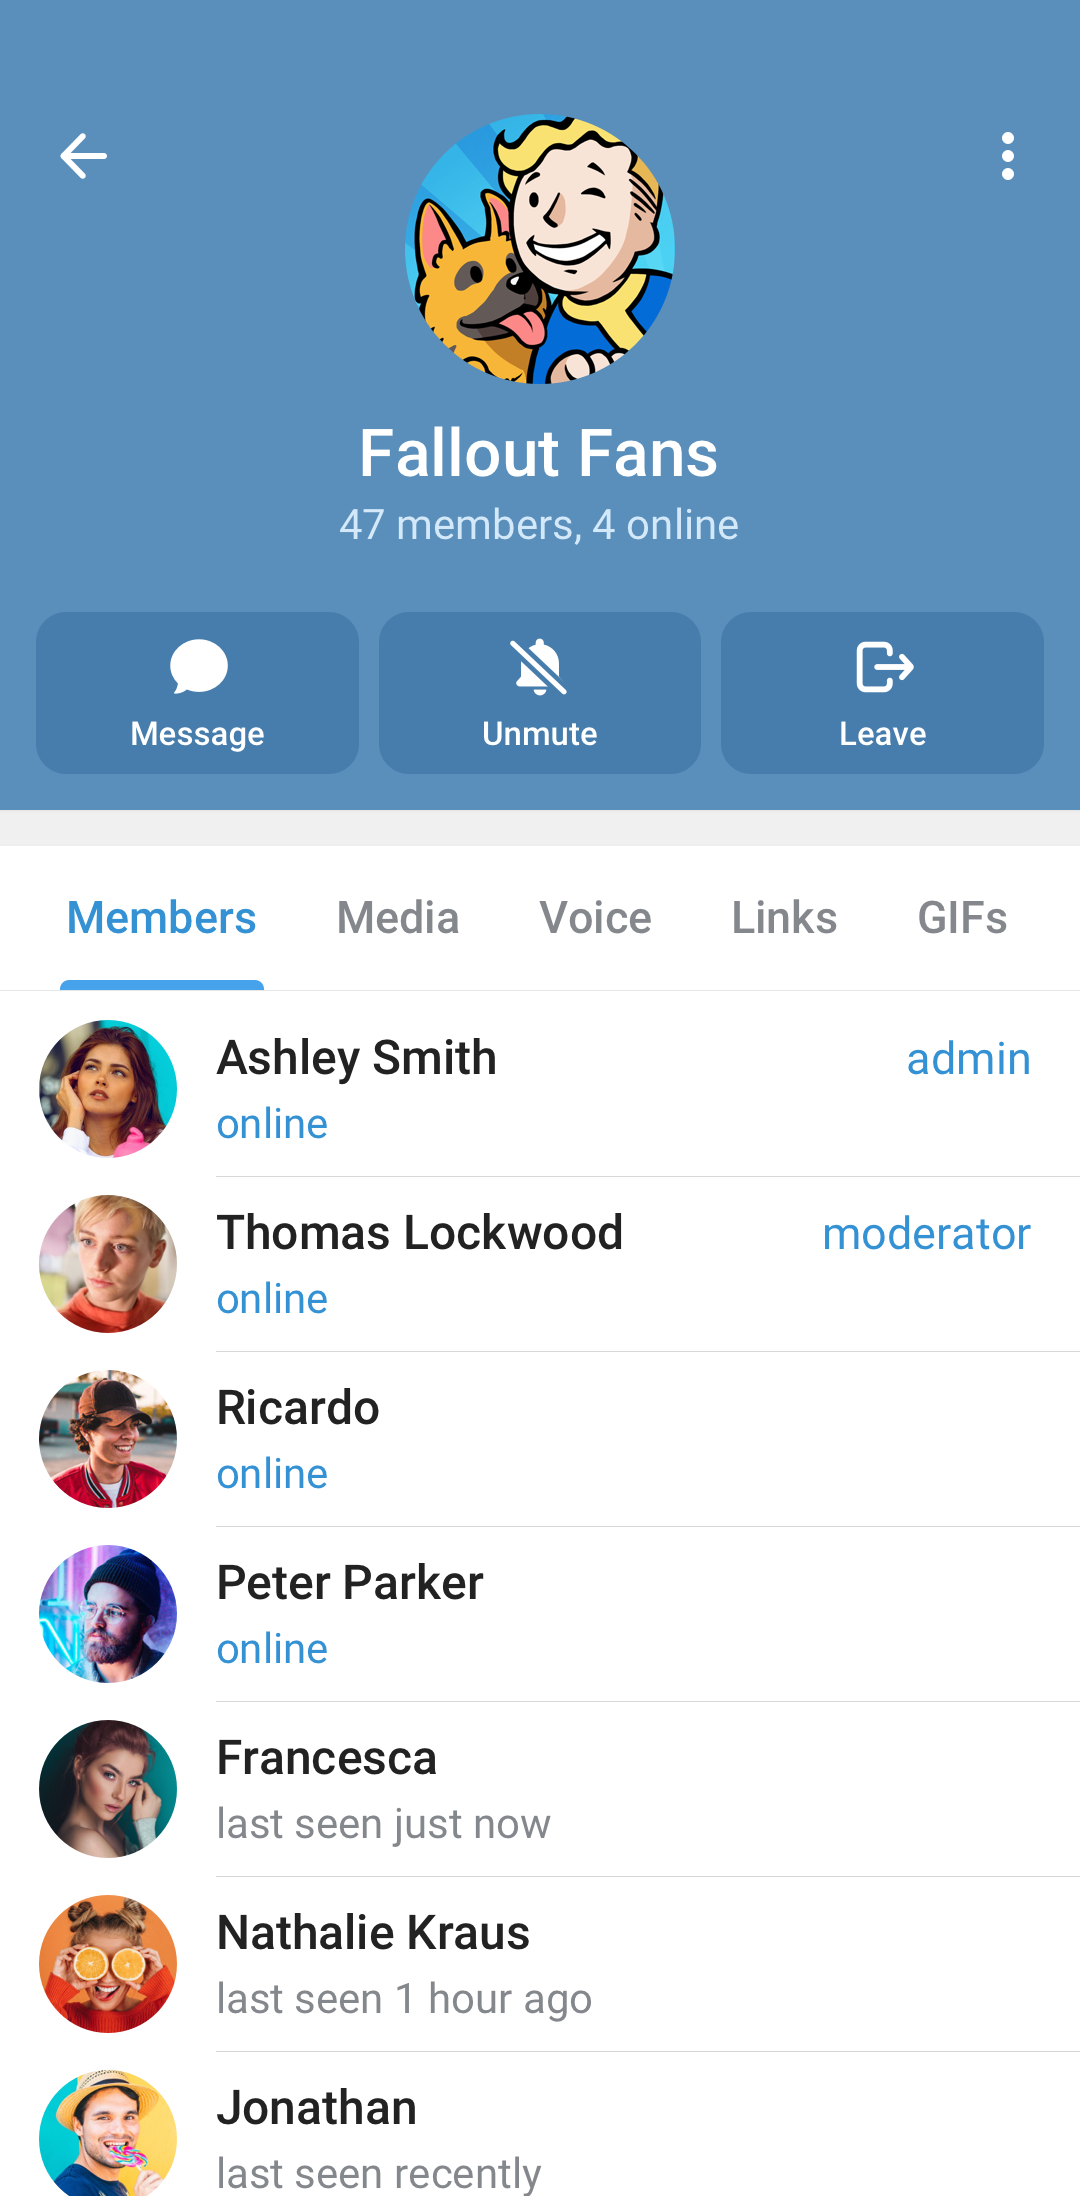 Fallout Fans
47 members, 4 online
Message Unmute Leave
Members Media Voice Links GIFs
Ashley Smith admin
online
Thomas Lockwood moderator
online
Ricardo
online
Peter Parker
online
Francesca
last seen just now
Nathalie Kraus
last seen 1 hour ago
Jonathan
last seen recently